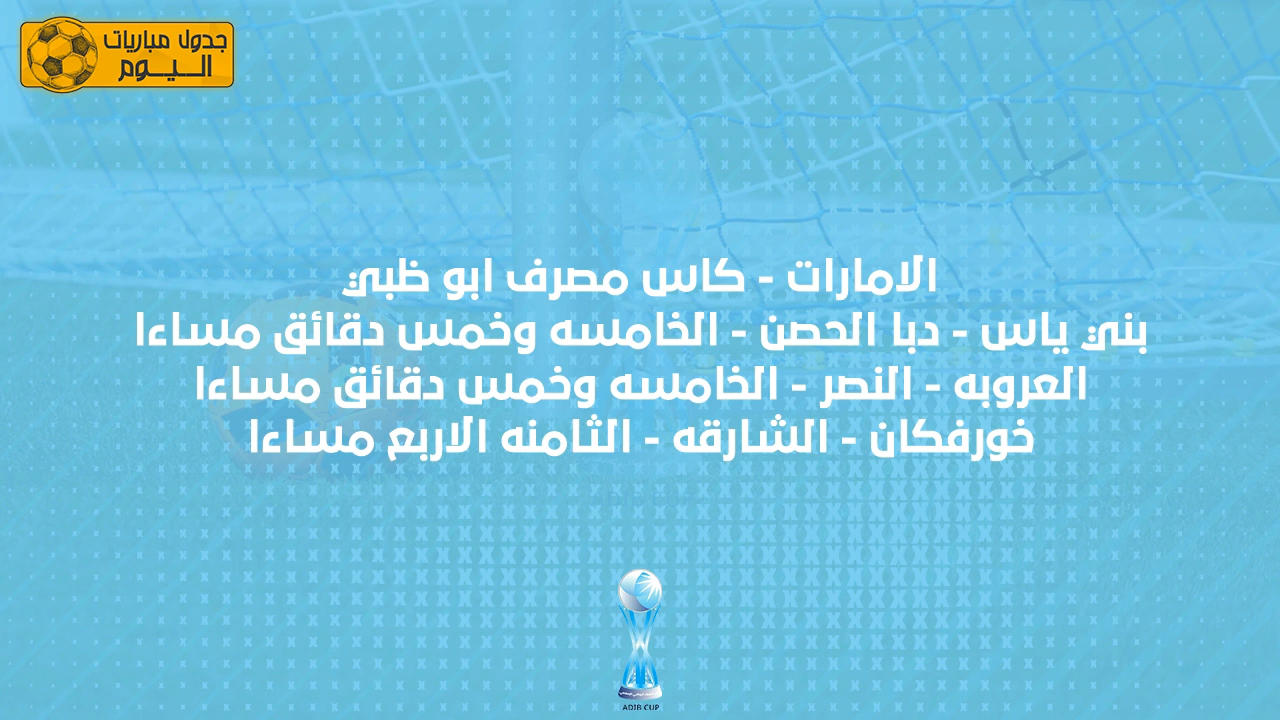 جدول مباريات
اليوم
الامارات - كاس مصرف ابو ظبي
بني ياس - دبا الحصن - الخامسه وخمس دقائق مساءا
العروبه - النصر - الخامسه وخمس دقائق مساءا
خورفكان - الشارقه - الثامنه الاربع مساءا
ADIB CUP